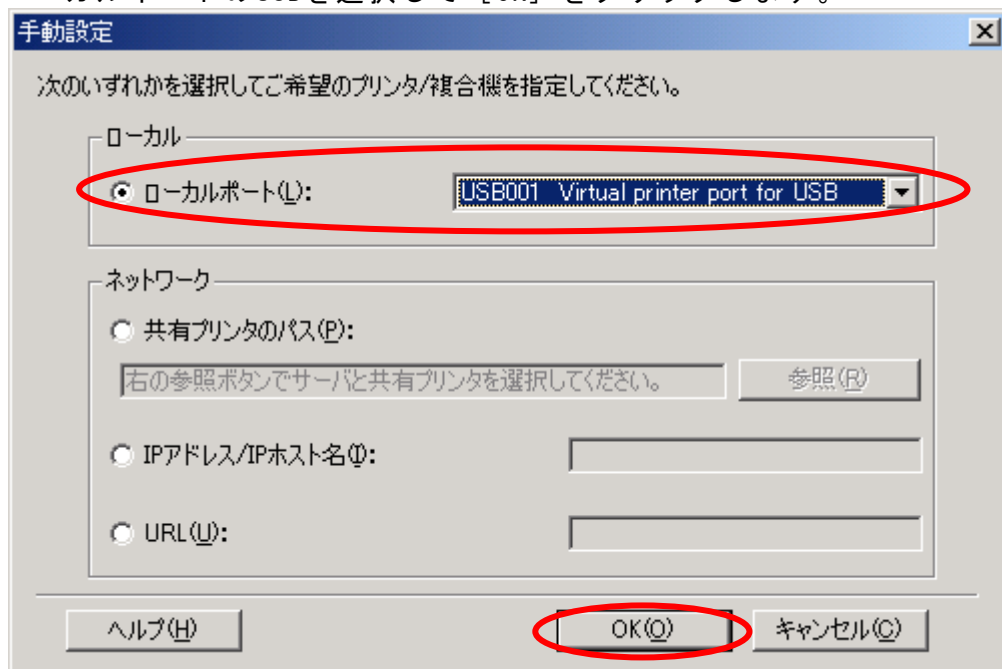 手動設定
次のいずれかを選択してご希望のプリンタ/複合機を指定してください。
ローカル
ローカルポート(L): USB001 Virtual printer port for USB
ネットワーク
共有プリンタのパス(P):
右の参照ボタンでサーバと共有プリンタを選択してください。 参照(R)
IPアドレス/IPホスト名(I):
URL(U):
ヘルプ(H) OK(O) キャンセル(C)